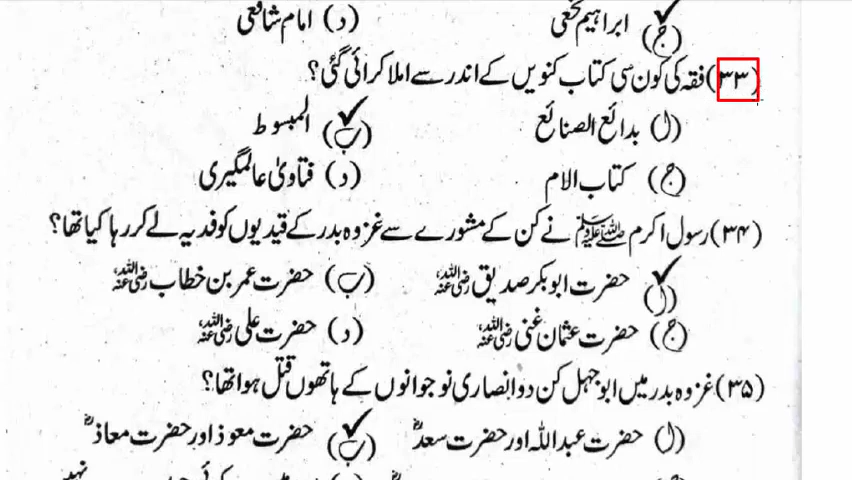 (ج) ابراہیم نخعی (د) امام شافعی
(۳۳) فقہ کی کون سی کتاب کنویں کے اندر سے املا کرائی گئی؟
(ا) بدائع الصنائع (ب) المبسوط
(ج) کتاب الام (د) فتاویٰ عالمگیری
(۳۴) رسول اکرم ﷺ نے کن کے مشورے سے غزوہ بدر کے قیدیوں کو فدیہ لے کر رہا کیا تھا؟
(ا) حضرت ابوبکر صدیق رضی اللہ عنہ (ب) حضرت عمر بن خطاب رضی اللہ عنہ
(ج) حضرت عثمان غنی رضی اللہ عنہ (د) حضرت علی رضی اللہ عنہ
(۳۵) غزوہ بدر میں ابوجہل کن دو انصاری نوجوانوں کے ہاتھوں قتل ہوا تھا؟
(ا) حضرت عبداللہ اور حضرت سعدؓ (ب) حضرت معوذ اور حضرت معاذؓ